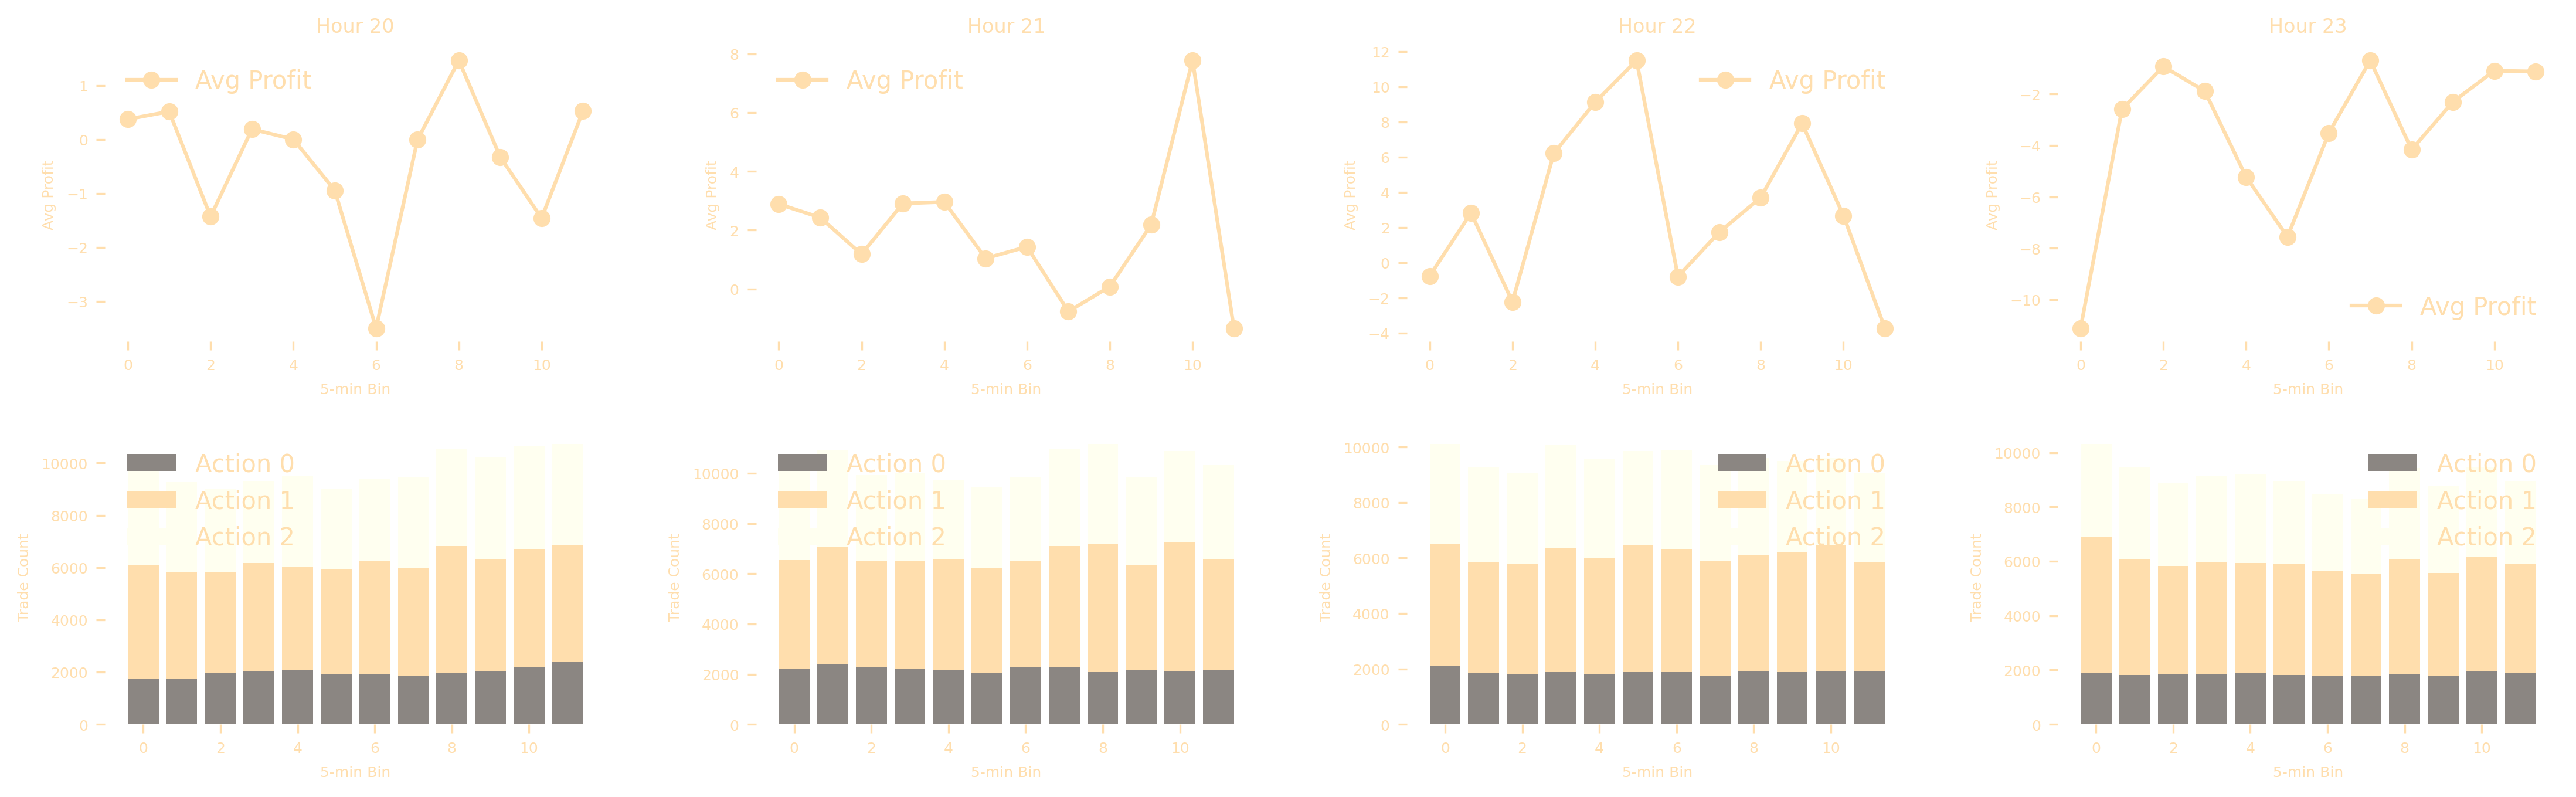 Hour 20
Avg Profit
1
0
−1
−2
−3
Avg Profit
0 2 4 6 8 10
5-min Bin
Hour 21
Avg Profit
8
6
4
2
0
Avg Profit
0 2 4 6 8 10
5-min Bin
Hour 22
Avg Profit
12
10
8
6
4
2
0
−2
−4
Avg Profit
0 2 4 6 8 10
5-min Bin
Hour 23
Avg Profit
−2
−4
−6
−8
−10
Avg Profit
0 2 4 6 8 10
5-min Bin
Action 0
Action 1
Action 2
10000
8000
6000
4000
2000
0
Trade Count
0 2 4 6 8 10
5-min Bin
Action 0
Action 1
Action 2
10000
8000
6000
4000
2000
0
Trade Count
0 2 4 6 8 10
5-min Bin
Action 0
Action 1
Action 2
10000
8000
6000
4000
2000
0
Trade Count
0 2 4 6 8 10
5-min Bin
Action 0
Action 1
Action 2
10000
8000
6000
4000
2000
0
Trade Count
0 2 4 6 8 10
5-min Bin